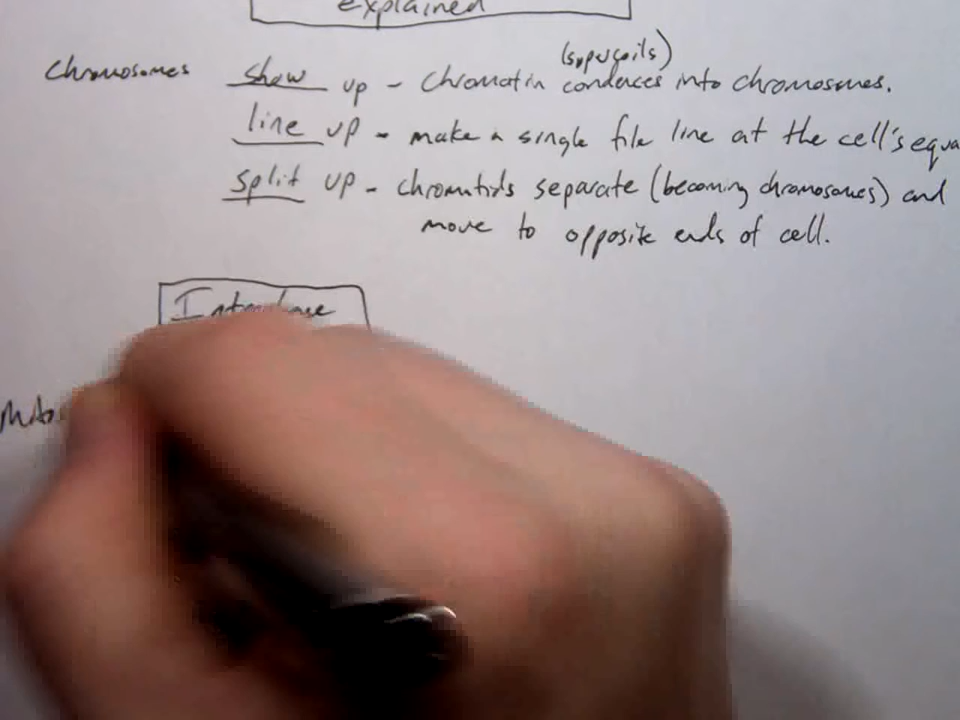 explained
(supercoils)
Chromosomes show up - Chromatin condences into chromosomes.
line up - make a single file line at the cell's equa
split up - chromatids separate (becoming chromosomes) and
move to opposite ends of cell.
Interphase